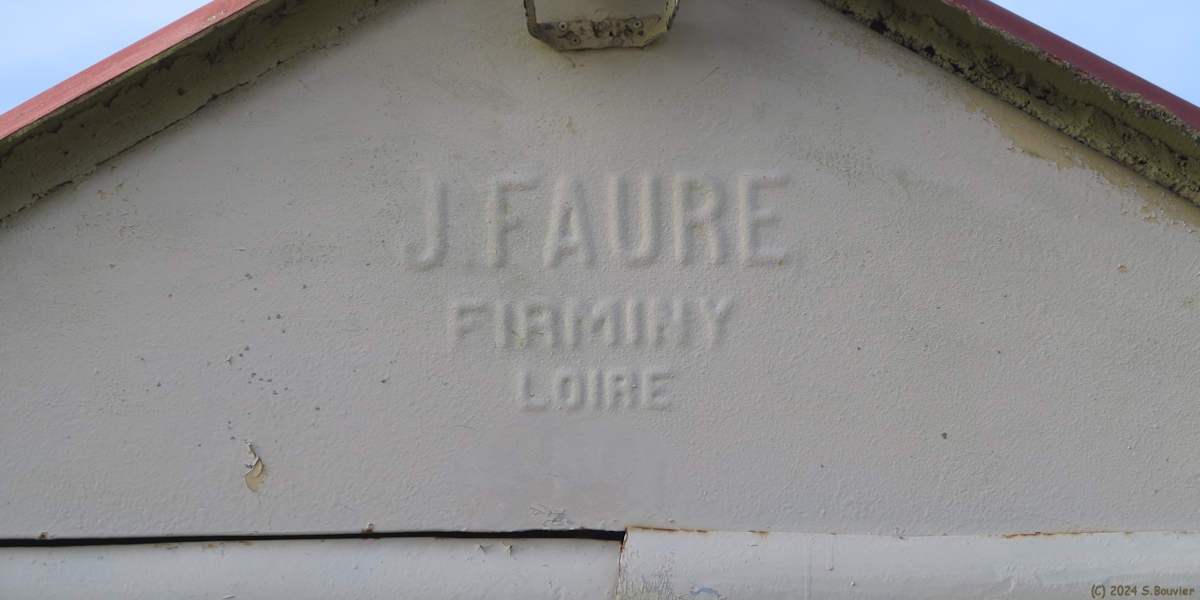 J. FAURE
FIRMINY
LOIRE
(C) 2024 S.Bouvier